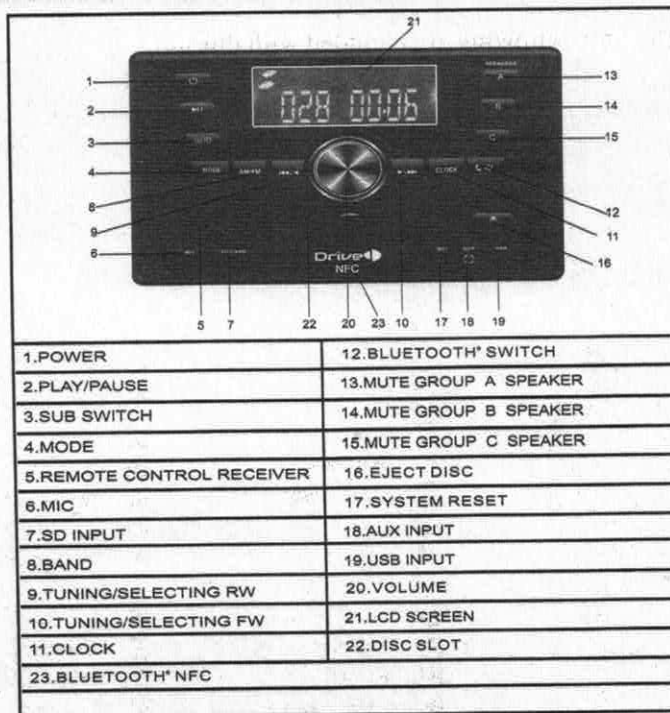 21
SPEAKERS
1
A
13
2
B
14
3
SUB
C
15
028 00:06
4
MODE
AM/FM
CLOCK
8
12
9
11
6
16
Drive
NFC
5 7 22 20 23 10 17 18 19
1.POWER
12.BLUETOOTH* SWITCH
2.PLAY/PAUSE
13.MUTE GROUP A SPEAKER
3.SUB SWITCH
14.MUTE GROUP B SPEAKER
4.MODE
15.MUTE GROUP C SPEAKER
5.REMOTE CONTROL RECEIVER
16.EJECT DISC
6.MIC
17.SYSTEM RESET
7.SD INPUT
18.AUX INPUT
8.BAND
19.USB INPUT
9.TUNING/SELECTING RW
20.VOLUME
10.TUNING/SELECTING FW
21.LCD SCREEN
11.CLOCK
22.DISC SLOT
23.BLUETOOTH* NFC